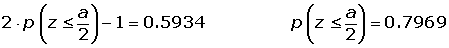 2 · p(z ≤ a/2) − 1 = 0.5934    p(z ≤ a/2) = 0.7969